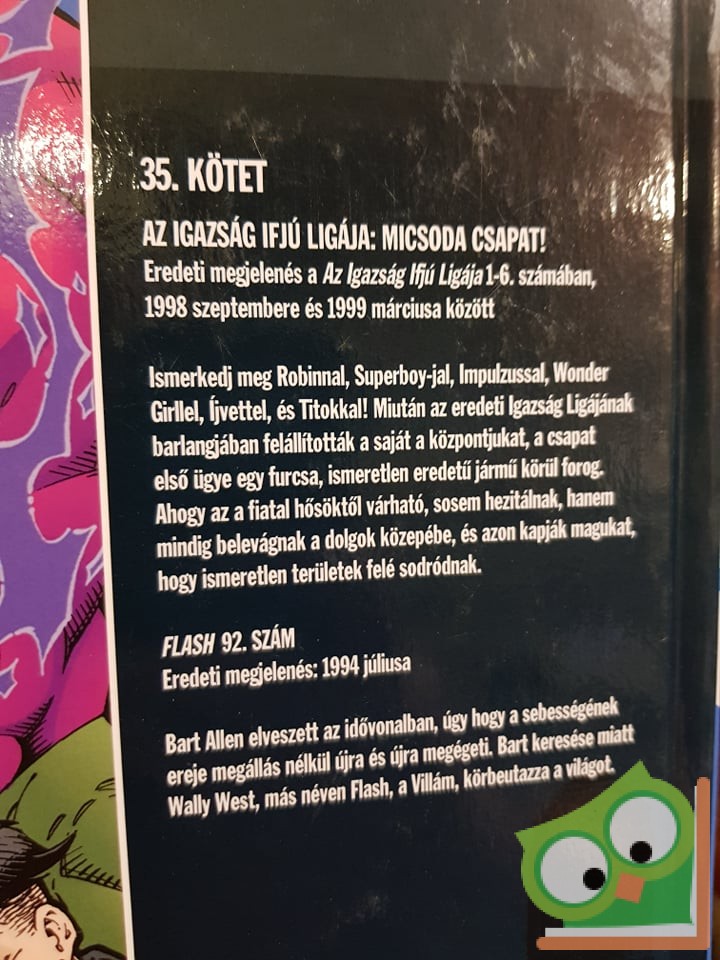 35. KÖTET
AZ IGAZSÁG IFJÚ LIGÁJA: MICSODA CSAPAT!
Eredeti megjelenés a Az Igazság Ifjú Ligája 1-6. számában,
1998 szeptembere és 1999 márciusa között
Ismerkedj meg Robinnal, Superboy-jal, Impulzussal, Wonder
Girllel, Íjvettel, és Titokkal! Miután az eredeti Igazság Ligájának
barlangjában felállították a saját a központjukat, a csapat
első ügye egy furcsa, ismeretlen eredetű jármű körül forog.
Ahogy az a fiatal hősöktől várható, sosem hezitálnak, hanem
mindig belevágnak a dolgok közepébe, és azon kapják magukat,
hogy ismeretlen területek felé sodródnak.
FLASH 92. SZÁM
Eredeti megjelenés: 1994 júliusa
Bart Allen elveszett az idővonalban, úgy hogy a sebességének
ereje megállás nélkül újra és újra megégeti. Bart keresése miatt
Wally West, más néven Flash, a Villám, körbeutazza a világot.